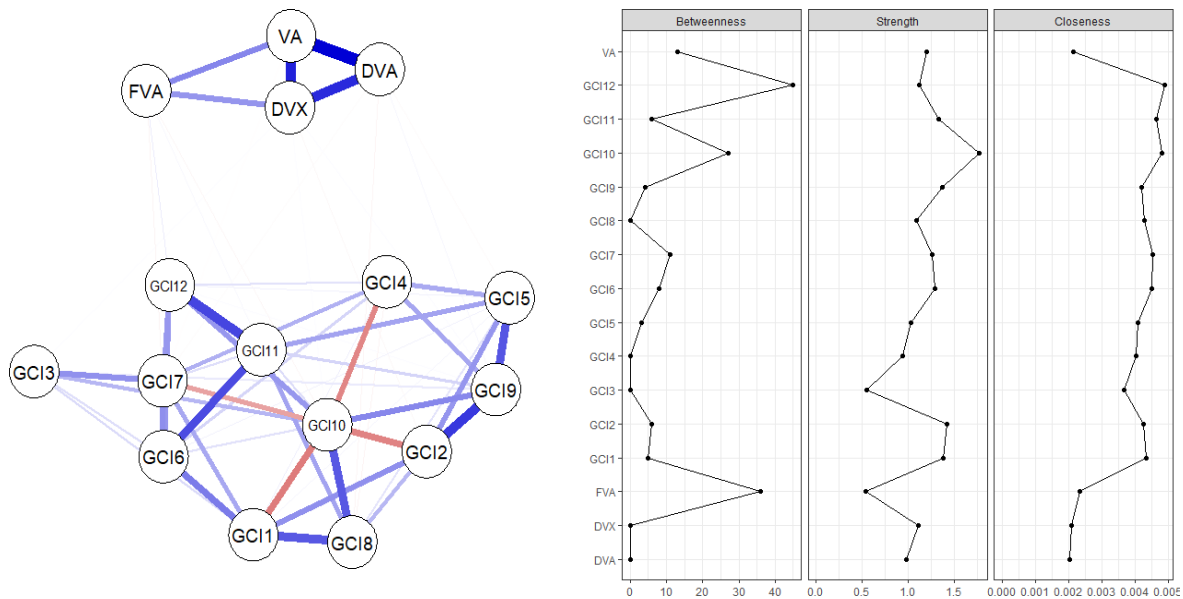 VA
DVA
FVA
DVX
GCI12
GCI4
GCI5
GCI11
GCI3
GCI7
GCI9
GCI10
GCI6
GCI2
GCI1
GCI8
Betweenness Strength Closeness
VA
GCI12
GCI11
GCI10
GCI9
GCI8
GCI7
GCI6
GCI5
GCI4
GCI3
GCI2
GCI1
FVA
DVX
DVA
0 10 20 30 40 0.0 0.5 1.0 1.5 0.000 0.001 0.002 0.003 0.004 0.005